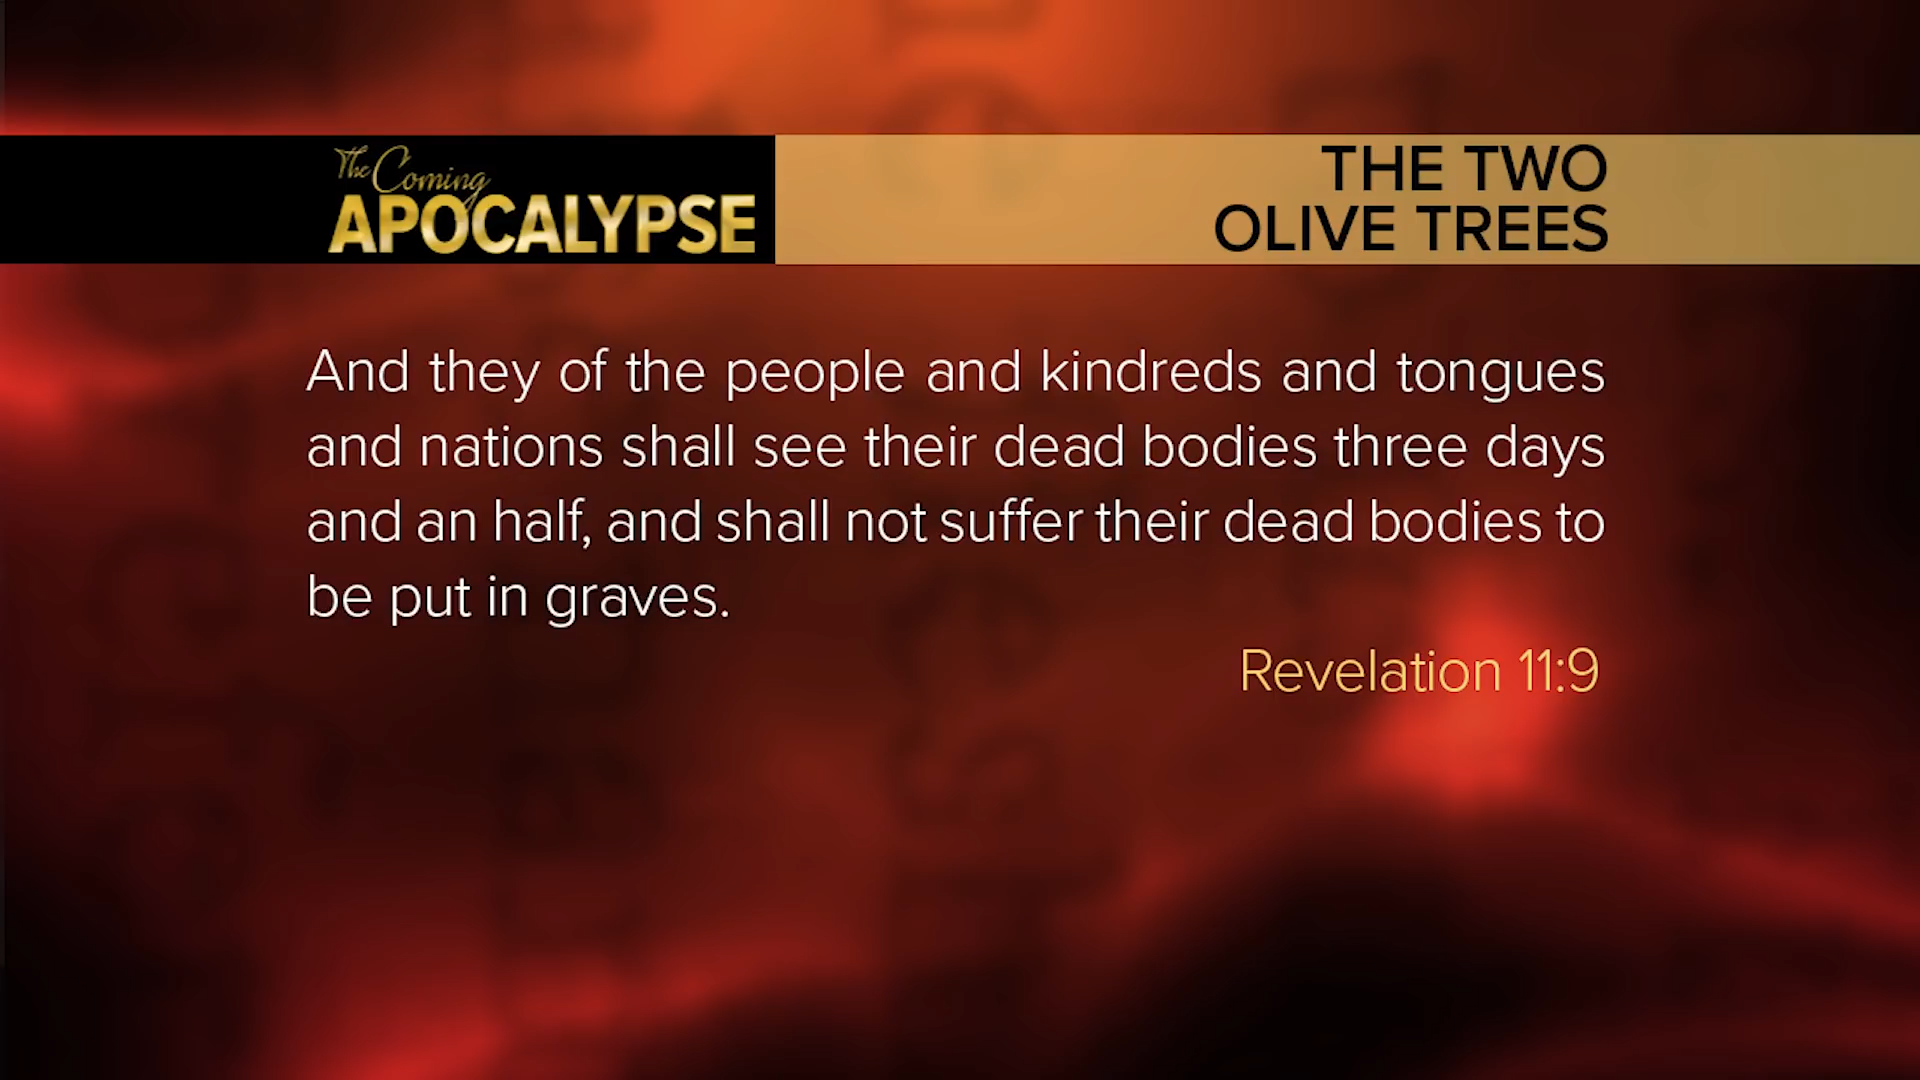 The Coming
APOCALYPSE
THE TWO
OLIVE TREES
And they of the people and kindreds and tongues
and nations shall see their dead bodies three days
and an half, and shall not suffer their dead bodies to
be put in graves.
Revelation 11:9